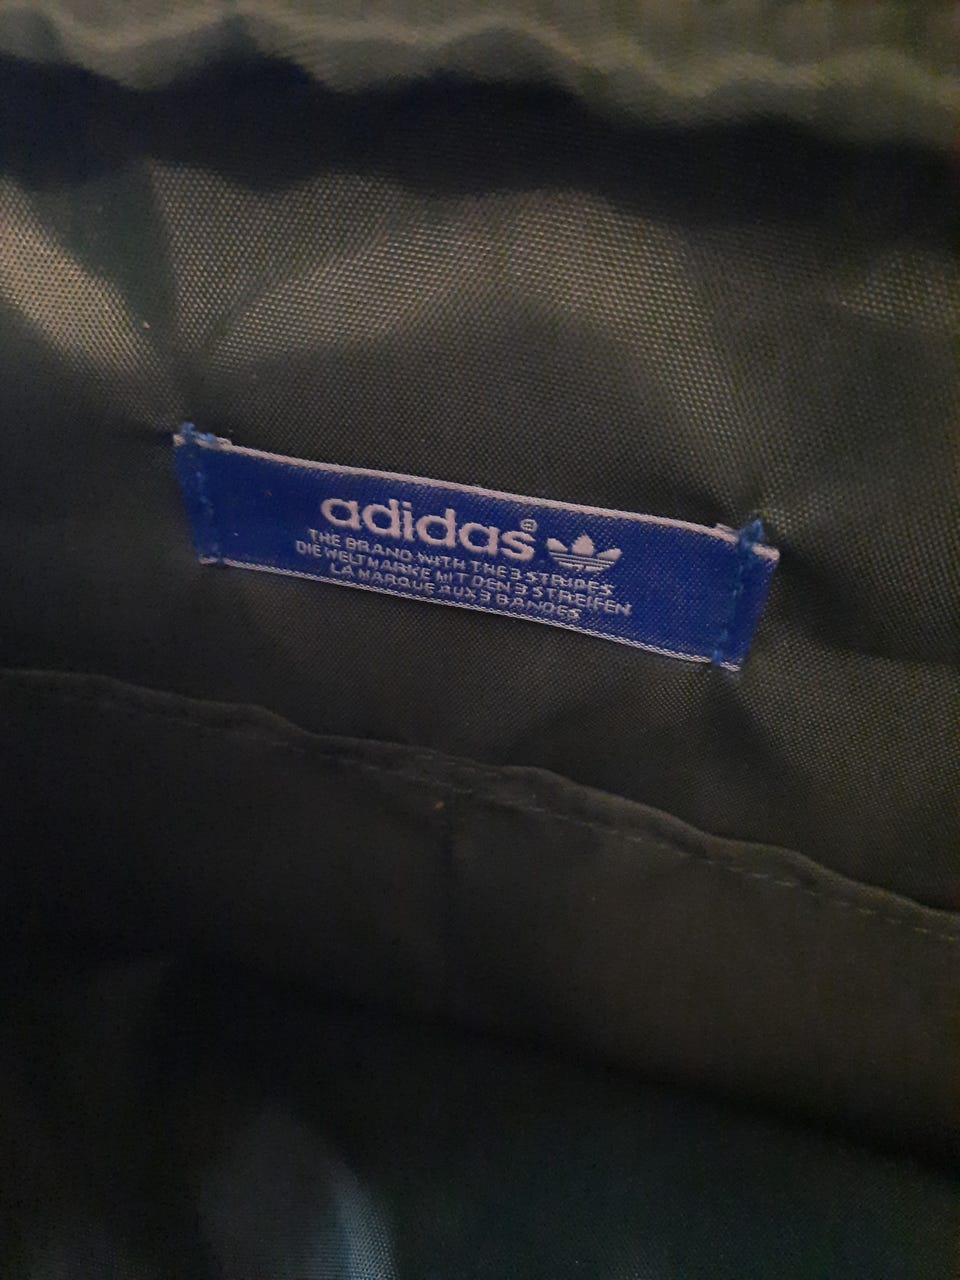 adidas®
THE BRAND WITH THE 3 STRIPES
DIE WELTMARKE MIT DEN 3 STREIFEN
LA MARQUE AUX 3 BANDES